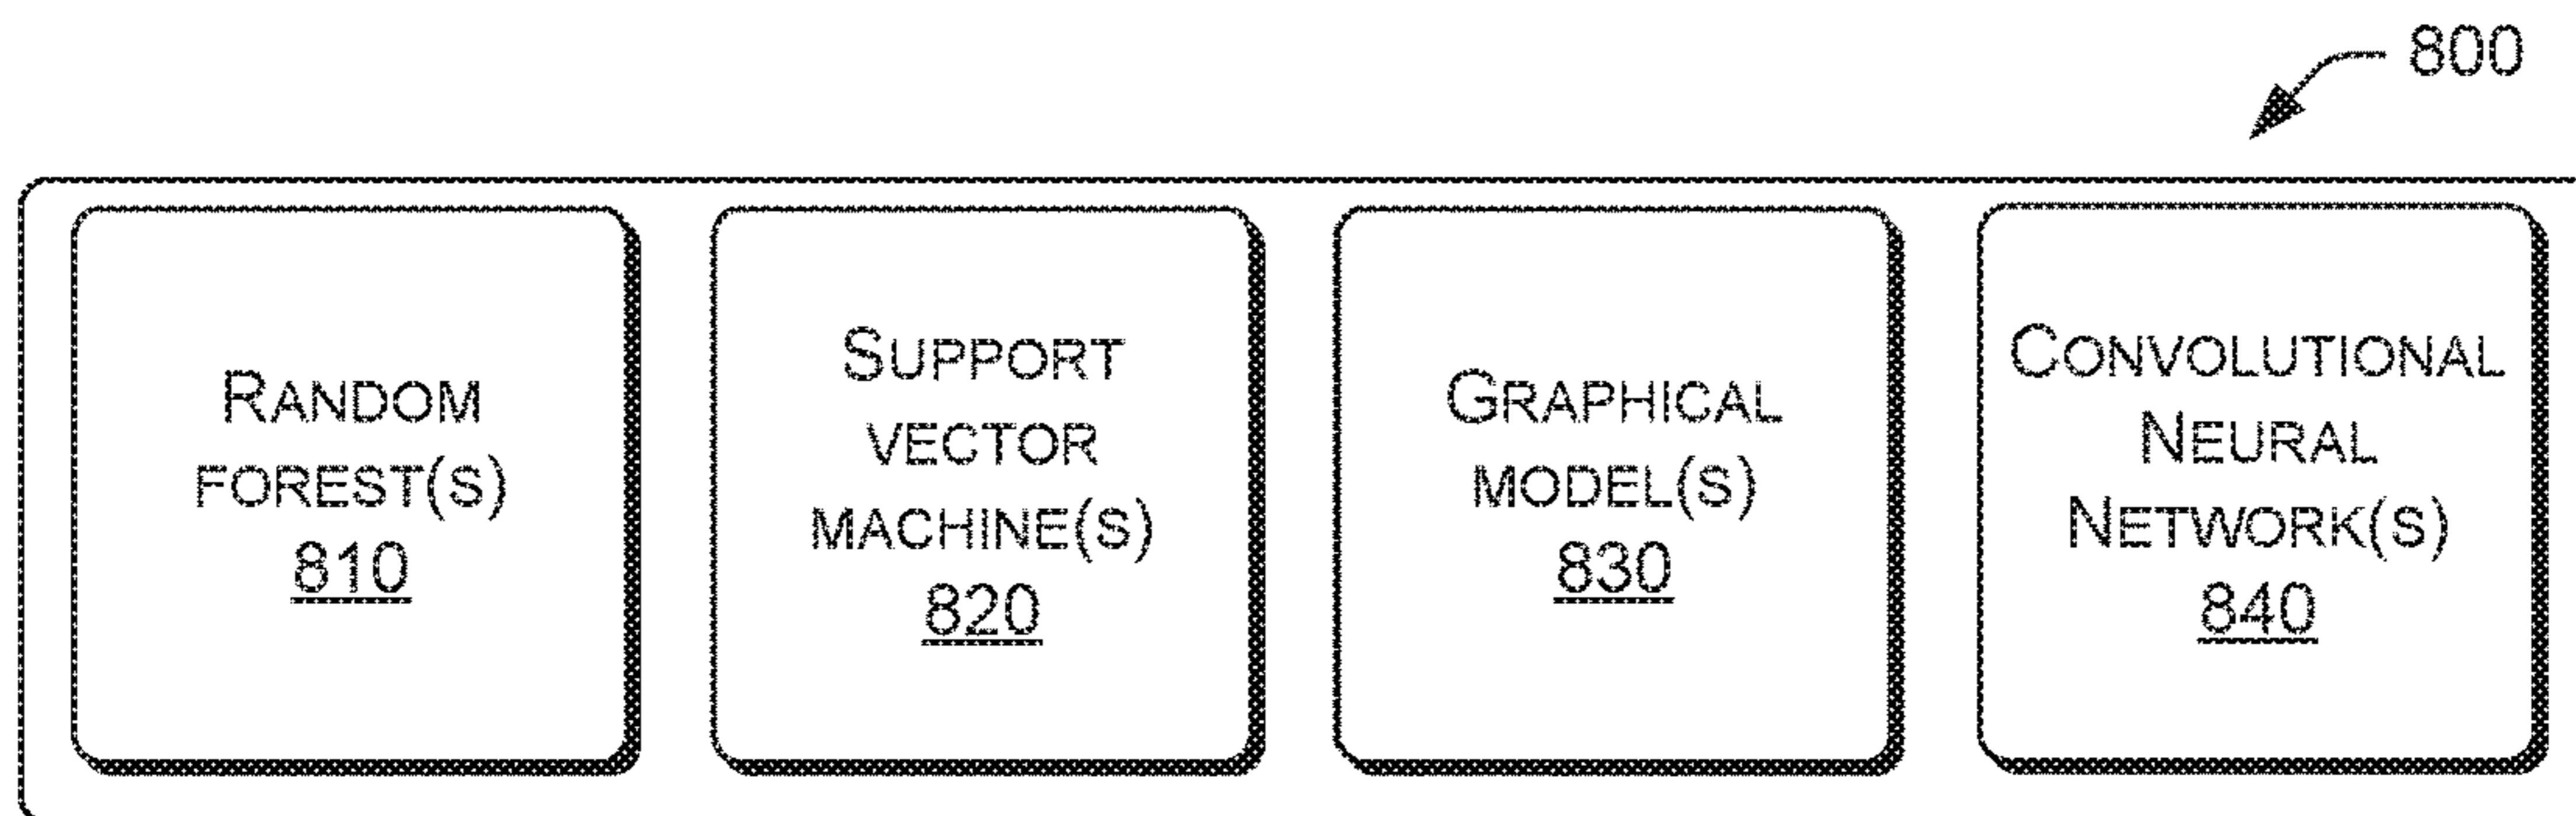 800
RANDOM
FOREST(S)
810
SUPPORT
VECTOR
MACHINE(S)
820
GRAPHICAL
MODEL(S)
830
CONVOLUTIONAL
NEURAL
NETWORK(S)
840